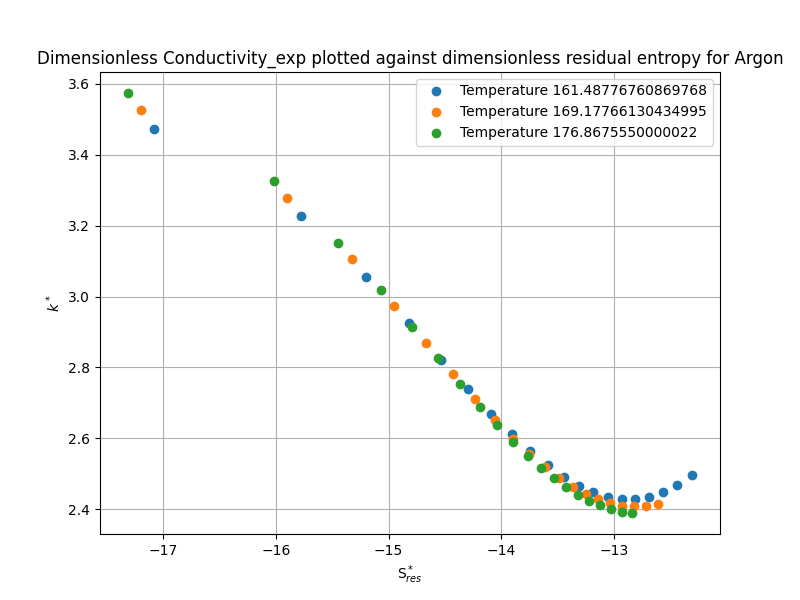 Dimensionless Conductivity_exp plotted against dimensionless residual entropy for Argon
Temperature 161.48776760869768
Temperature 169.17766130434995
Temperature 176.8675550000022
3.6
3.4
3.2
3.0
2.8
2.6
2.4
k*
−17
−16
−15
−14
−13
S*res